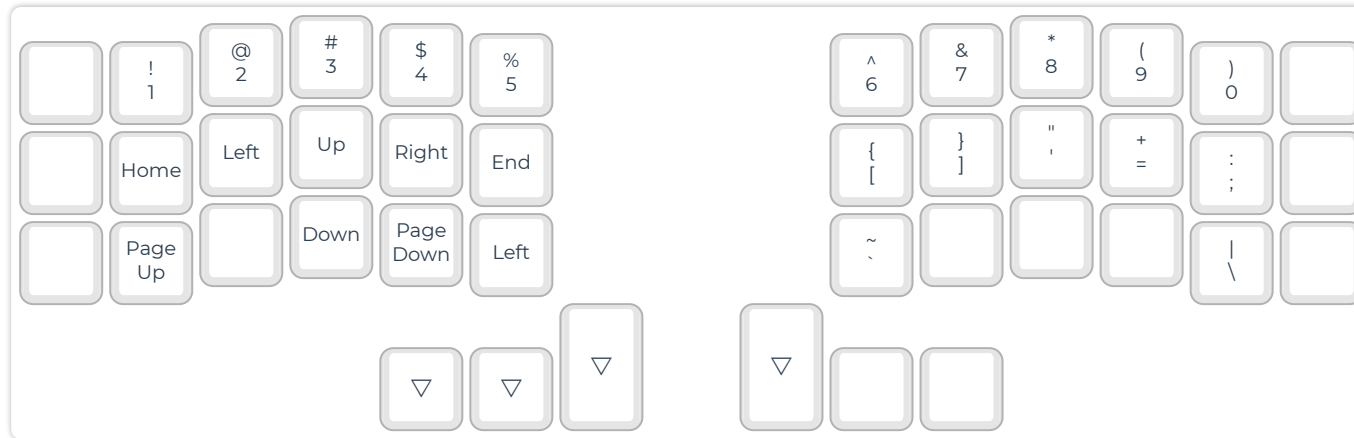 ! @ # $ % ^ & * ( )
1 2 3 4 5 6 7 8 9 0
Home Left Up Right End { } " + :
[ ] ' = ;
Page Up Down Page Down Left ~ |
` \
▽ ▽ ▽ ▽